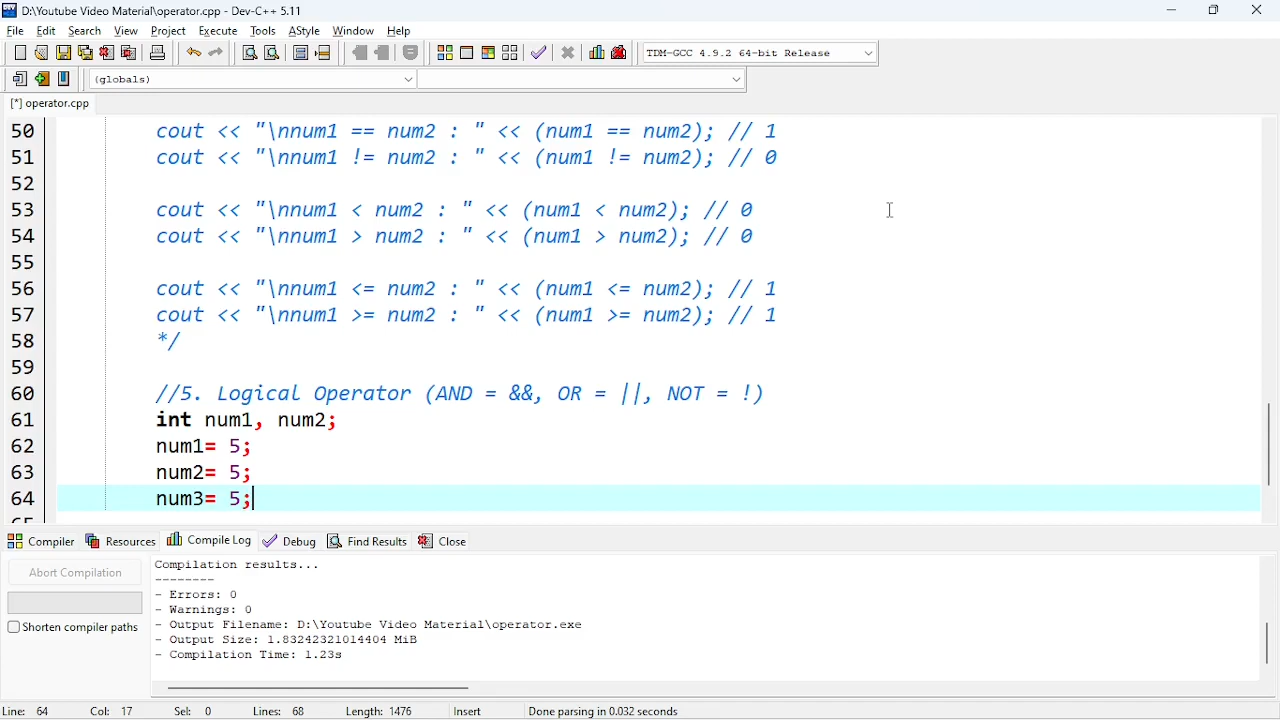 D:\Youtube Video Material\operator.cpp - Dev-C++ 5.11
File Edit Search View Project Execute Tools AStyle Window Help
TDM-GCC 4.9.2 64-bit Release
(globals)
[*] operator.cpp
50 cout << "\nnum1 == num2 : " << (num1 == num2); // 1
51 cout << "\nnum1 != num2 : " << (num1 != num2); // 0
52
53 cout << "\nnum1 < num2 : " << (num1 < num2); // 0
54 cout << "\nnum1 > num2 : " << (num1 > num2); // 0
55
56 cout << "\nnum1 <= num2 : " << (num1 <= num2); // 1
57 cout << "\nnum1 >= num2 : " << (num1 >= num2); // 1
58 */
59
60 //5. Logical Operator (AND = &&, OR = ||, NOT = !)
61 int num1, num2;
62 num1= 5;
63 num2= 5;
64 num3= 5;
Compiler Resources Compile Log Debug Find Results Close
Abort Compilation
Shorten compiler paths
Compilation results...
--------
- Errors: 0
- Warnings: 0
- Output Filename: D:\Youtube Video Material\operator.exe
- Output Size: 1.83242321014404 MiB
- Compilation Time: 1.23s
Line: 64 Col: 17 Sel: 0 Lines: 68 Length: 1476 Insert Done parsing in 0.032 seconds